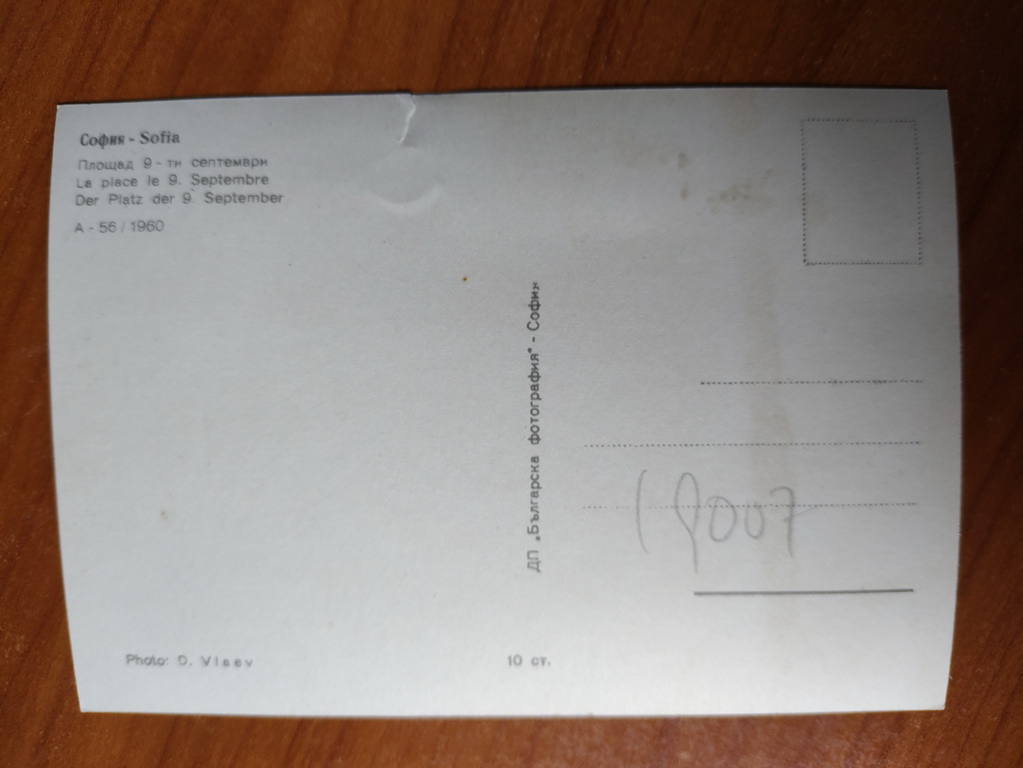 София - Sofia
Площад 9 - ти септември
La place le 9. Septembre
Der Platz der 9. September
А - 56 / 1960
ДП „Българска фотография" - София
Photo: D. Vlaev
10 ст.